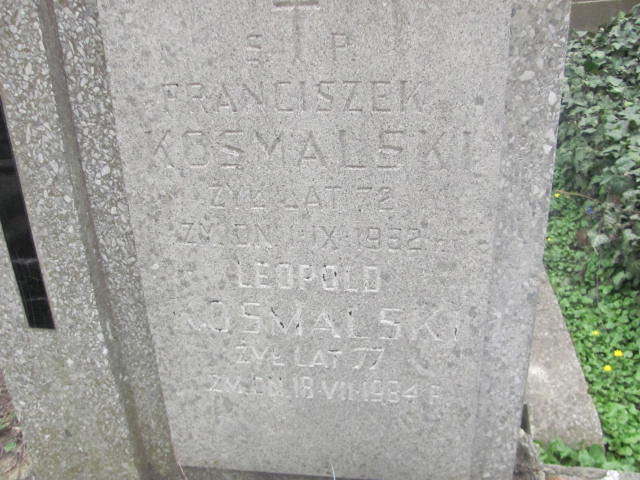 Ś. P.
FRANCISZEK
KOSMALSKI
ŻYŁ LAT 72
ZM. DN. 1 IX 1952 R.
LEOPOLD
KOSMALSKI
ŻYŁ LAT 77
ZM. DN. 18 VII 1984 R.